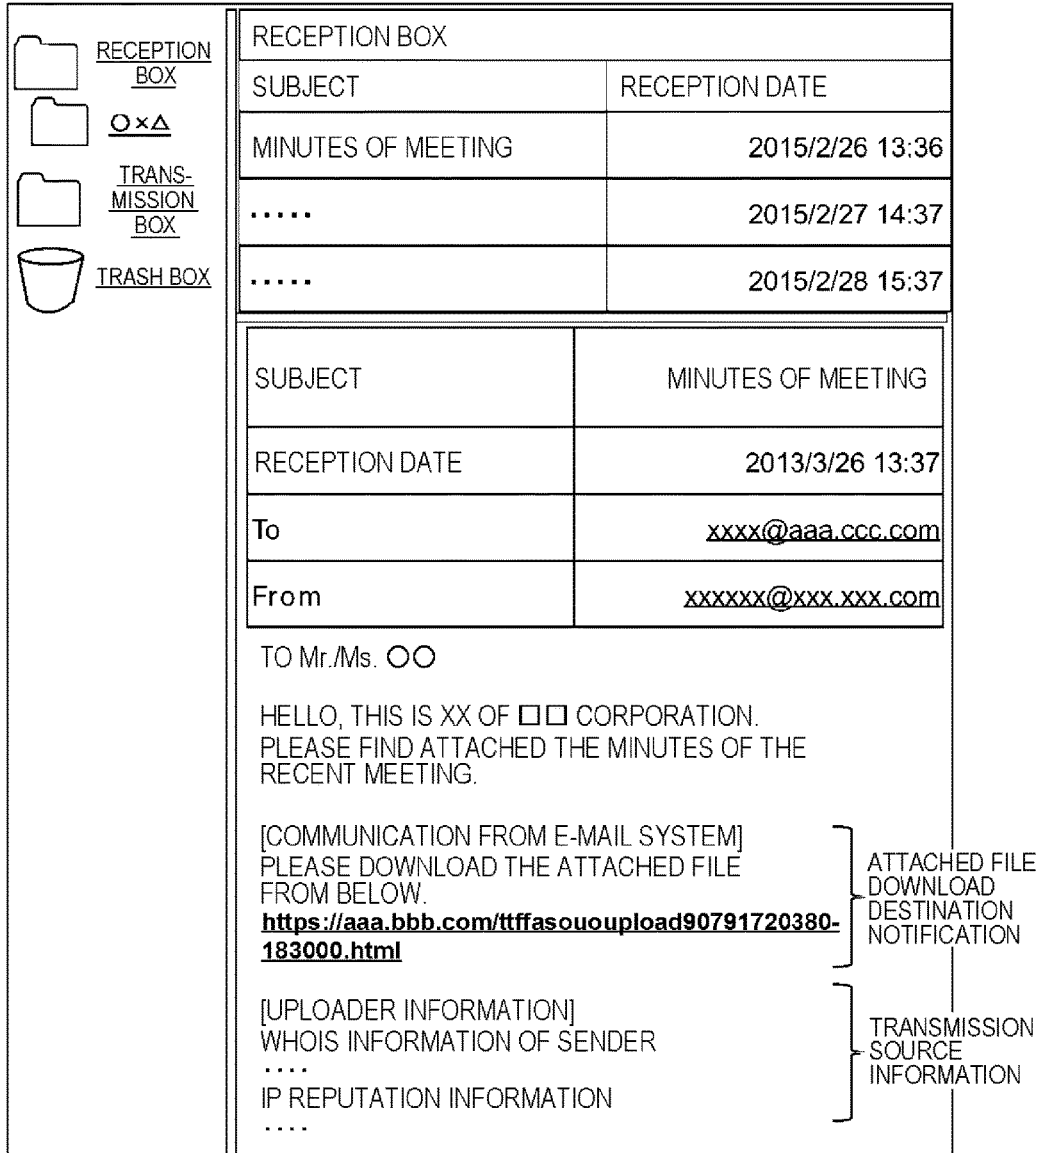 RECEPTION
BOX
○×△
TRANS-
MISSION
BOX
TRASH BOX
RECEPTION BOX
SUBJECT RECEPTION DATE
MINUTES OF MEETING 2015/2/26 13:36
..... 2015/2/27 14:37
..... 2015/2/28 15:37
SUBJECT MINUTES OF MEETING
RECEPTION DATE 2013/3/26 13:37
To xxxx@aaa.ccc.com
From xxxxxx@xxx.xxx.com
TO Mr./Ms. ○○
HELLO, THIS IS XX OF □□ CORPORATION.
PLEASE FIND ATTACHED THE MINUTES OF THE
RECENT MEETING.
[COMMUNICATION FROM E-MAIL SYSTEM]
PLEASE DOWNLOAD THE ATTACHED FILE
FROM BELOW.
https://aaa.bbb.com/ttffasououpload90791720380-
183000.html
ATTACHED FILE
DOWNLOAD
DESTINATION
NOTIFICATION
[UPLOADER INFORMATION]
WHOIS INFORMATION OF SENDER
....
IP REPUTATION INFORMATION
....
TRANSMISSION
SOURCE
INFORMATION